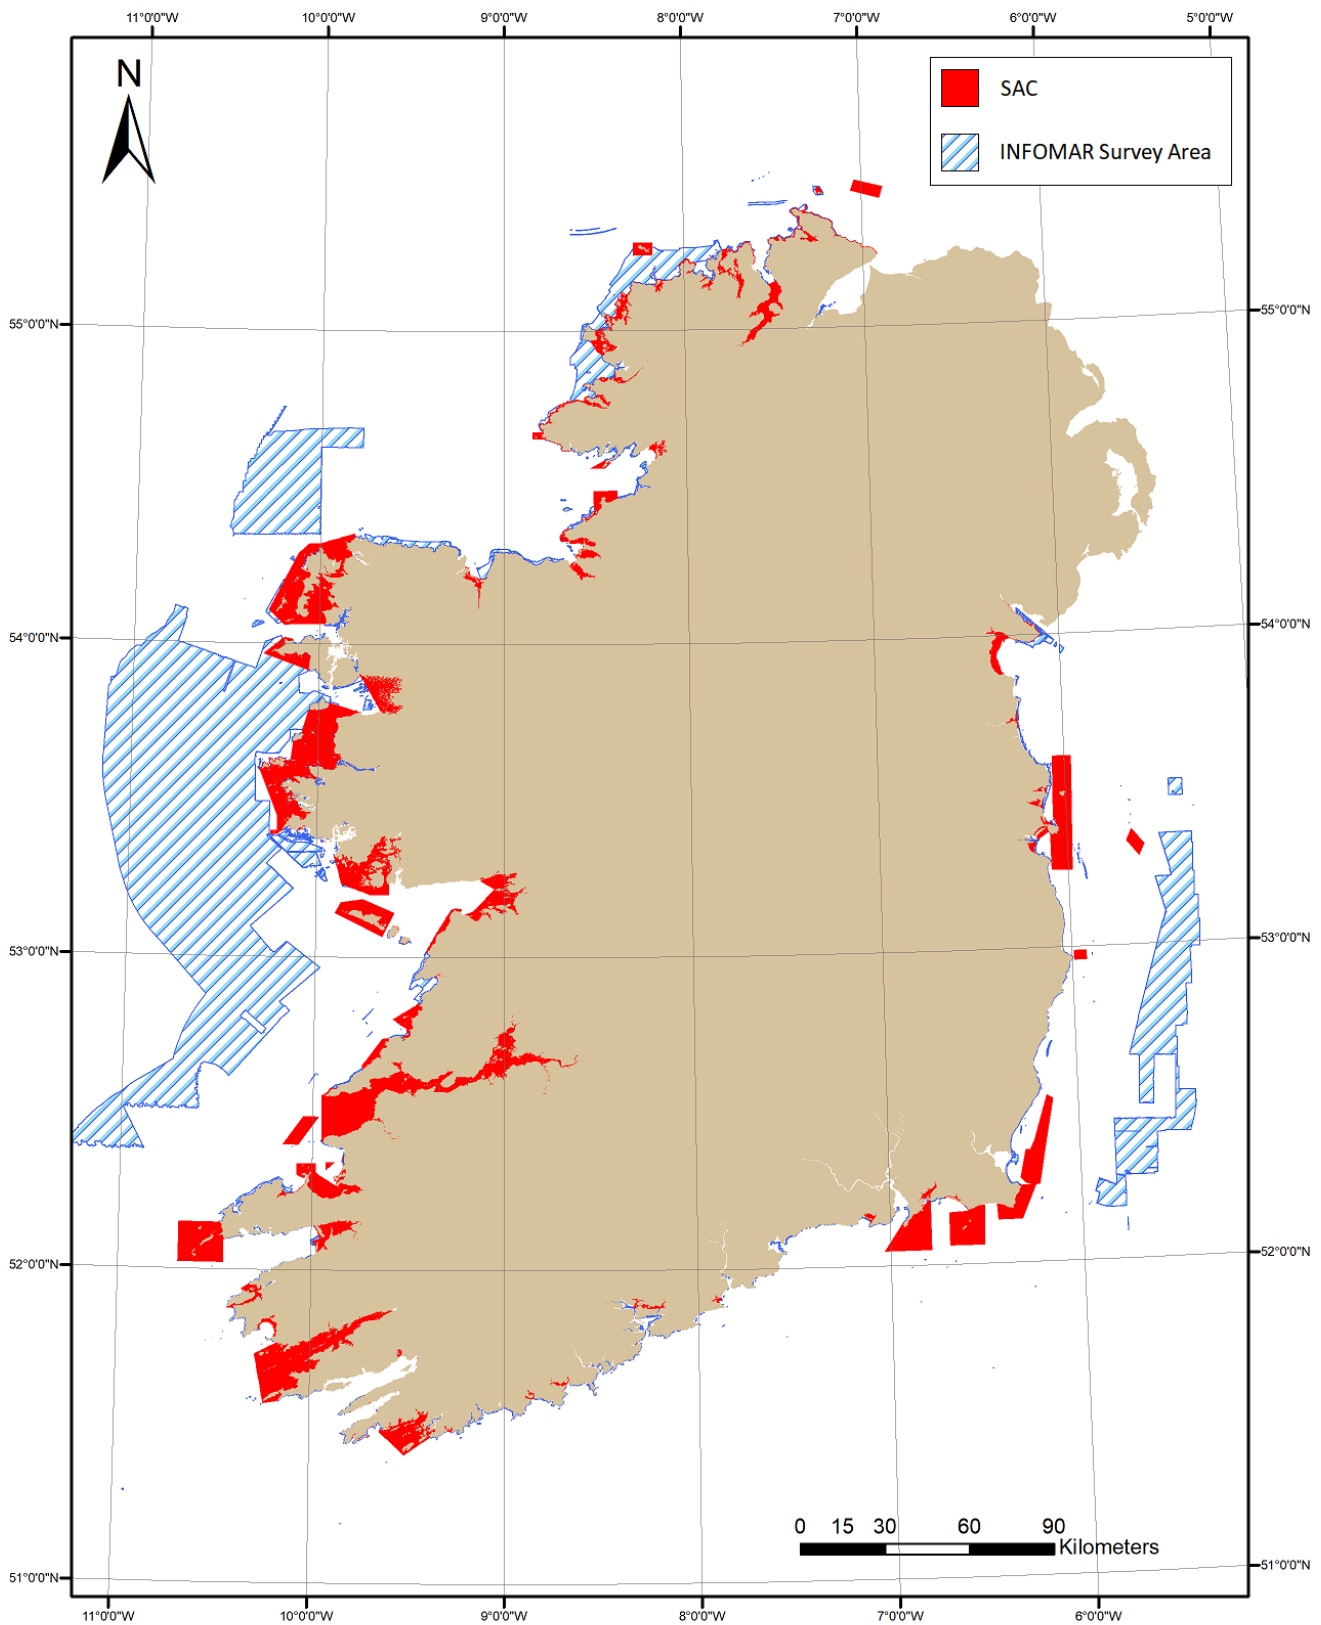 11°0'0"W 10°0'0"W 9°0'0"W 8°0'0"W 7°0'0"W 6°0'0"W 5°0'0"W
N
SAC
INFOMAR Survey Area
55°0'0"N 55°0'0"N
54°0'0"N 54°0'0"N
53°0'0"N 53°0'0"N
52°0'0"N 52°0'0"N
0 15 30 60 90
Kilometers
51°0'0"N 51°0'0"N
11°0'0"W 10°0'0"W 9°0'0"W 8°0'0"W 7°0'0"W 6°0'0"W